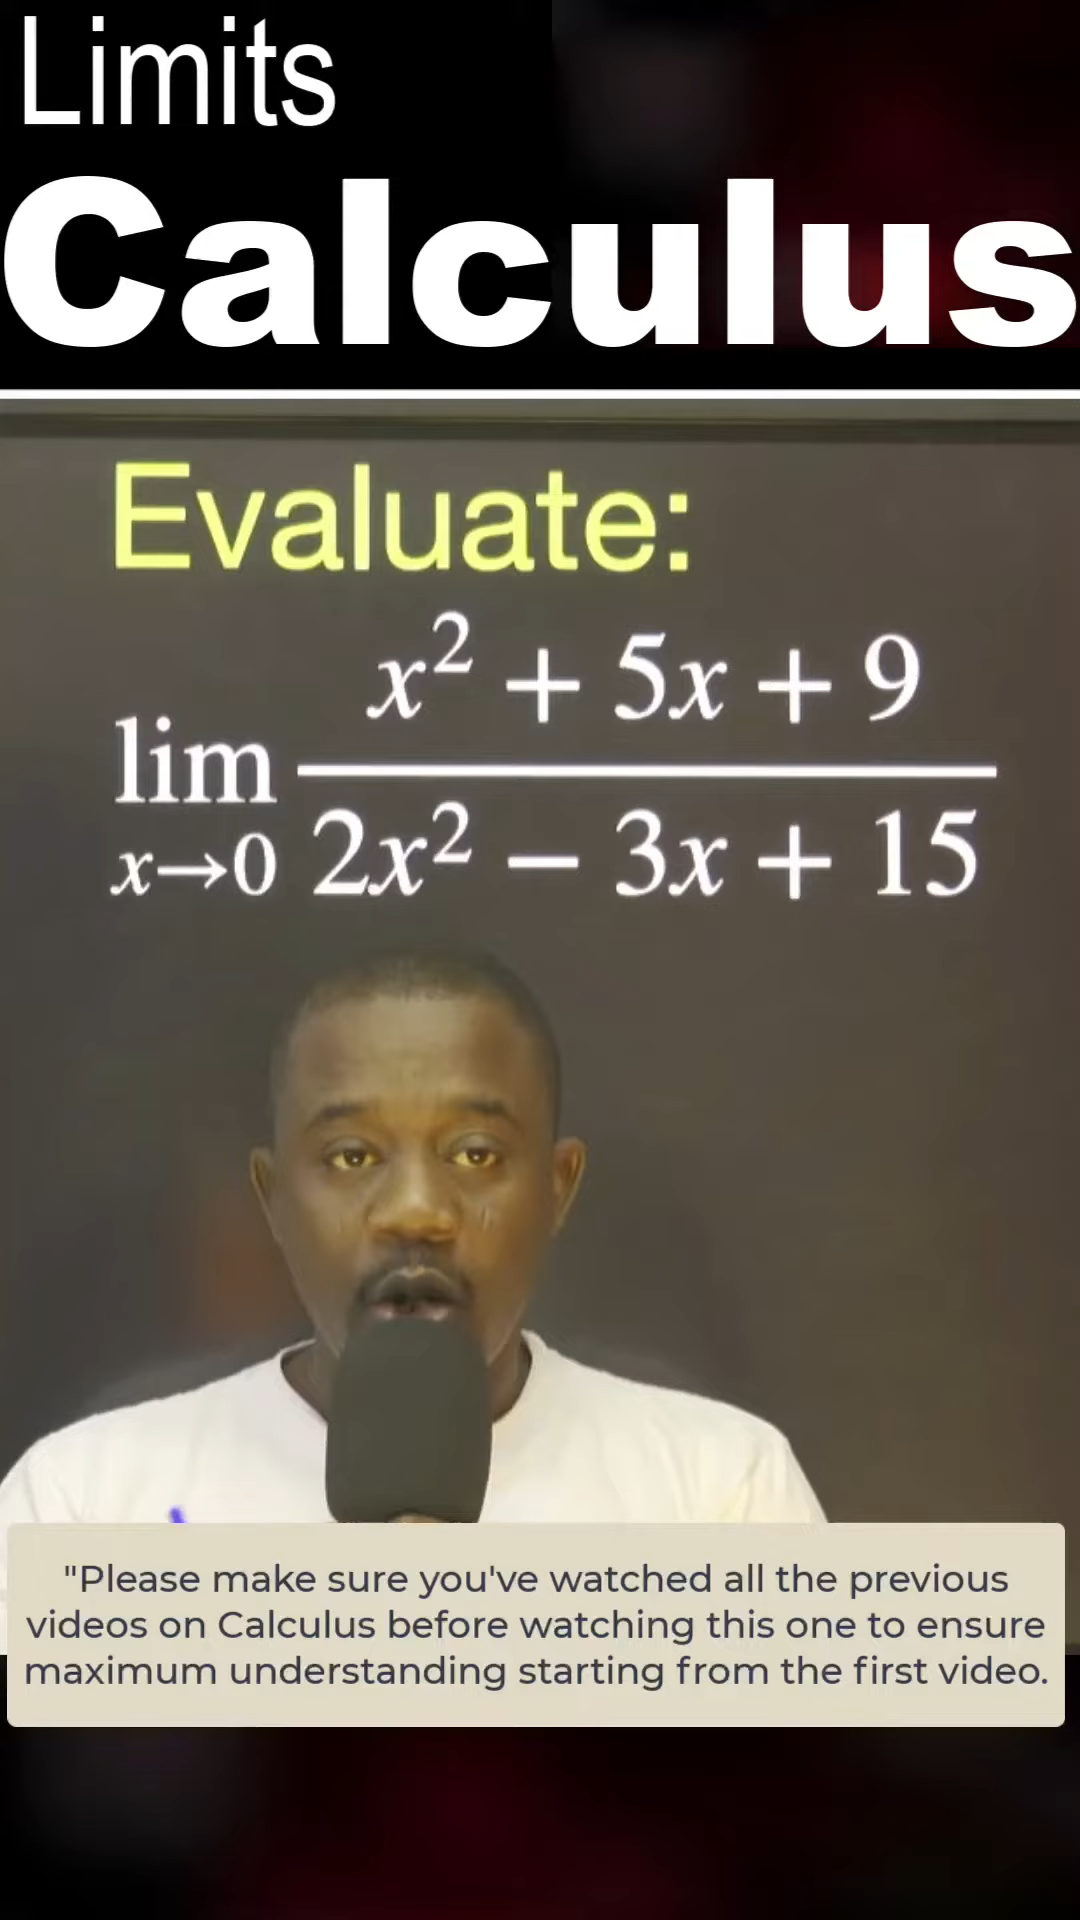 Limits
Calculus
Evaluate:
x² + 5x + 9
lim
x→0 2x² − 3x + 15
"Please make sure you've watched all the previous
videos on Calculus before watching this one to ensure
maximum understanding starting from the first video.